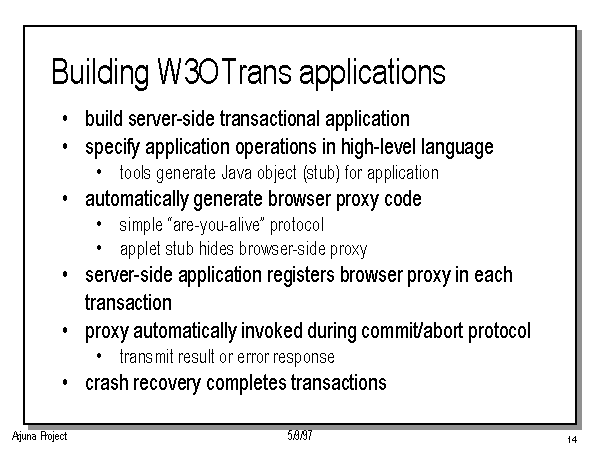 Building W3OTrans applications
• build server-side transactional application
• specify application operations in high-level language
• tools generate Java object (stub) for application
• automatically generate browser proxy code
• simple “are-you-alive” protocol
• applet stub hides browser-side proxy
• server-side application registers browser proxy in each
transaction
• proxy automatically invoked during commit/abort protocol
• transmit result or error response
• crash recovery completes transactions
Arjuna Project
5/9/97
14